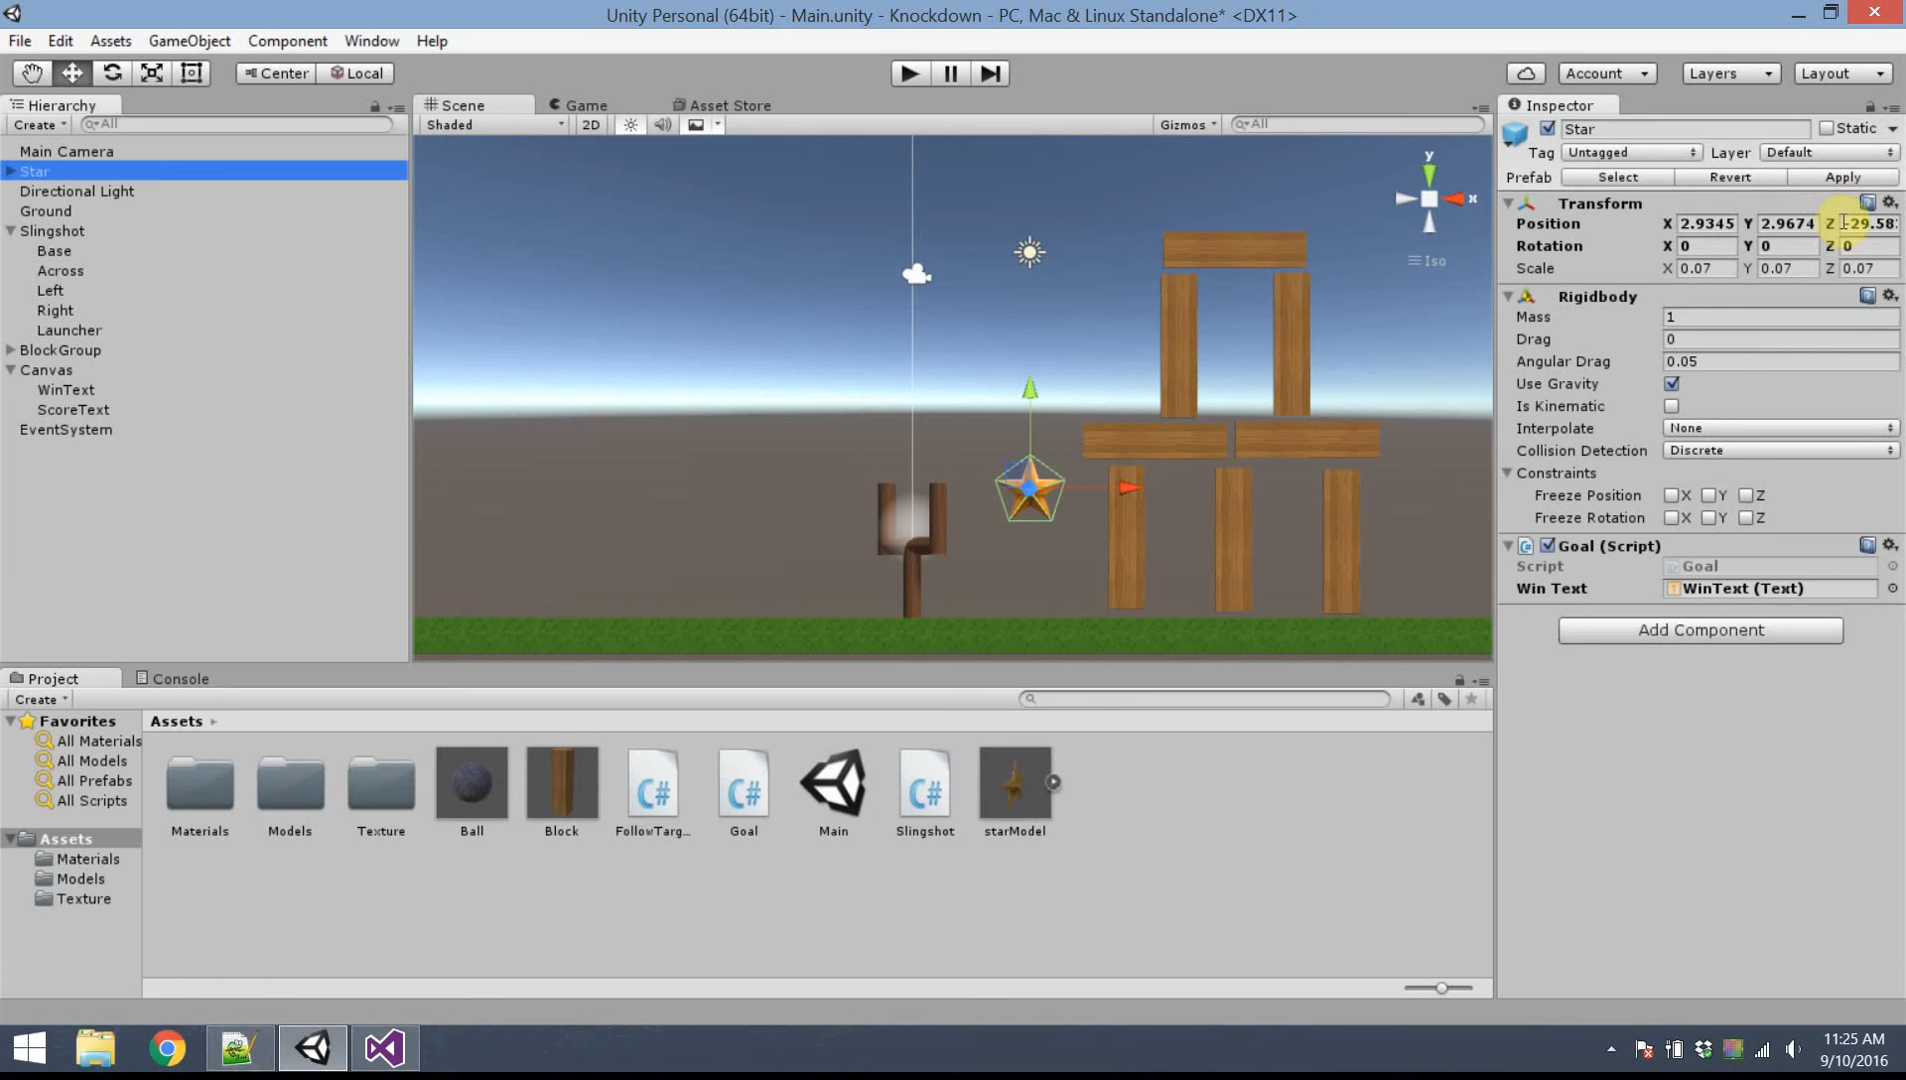 Unity Personal (64bit) - Main.unity - Knockdown - PC, Mac & Linux Standalone* <DX11>
File Edit Assets GameObject Component Window Help
Center Local Account Layers Layout
Hierarchy Scene Game Asset Store Inspector
Create All Shaded 2D Gizmos All Star Static
Main Camera
Tag Untagged Layer Default
Star
Prefab Select Revert Apply
Directional Light
Ground
Slingshot
Base
Across
Left
Right
Launcher
BlockGroup
Canvas
WinText
ScoreText
EventSystem
y
x
Iso
Transform
Position X 2.9345 Y 2.9674 Z -29.58
Rotation X 0 Y 0 Z 0
Scale X 0.07 Y 0.07 Z 0.07
Rigidbody
Mass 1
Drag 0
Angular Drag 0.05
Use Gravity
Is Kinematic
Interpolate None
Collision Detection Discrete
Constraints
Freeze Position X Y Z
Freeze Rotation X Y Z
C# Goal (Script)
Script Goal
Win Text WinText (Text)
Add Component
Project Console
Create
Favorites
All Materials
All Models
All Prefabs
All Scripts
Assets
Materials
Models
Texture
Assets
C# C# C#
Materials Models Texture Ball Block FollowTarg... Goal Main Slingshot starModel
11:25 AM
9/10/2016